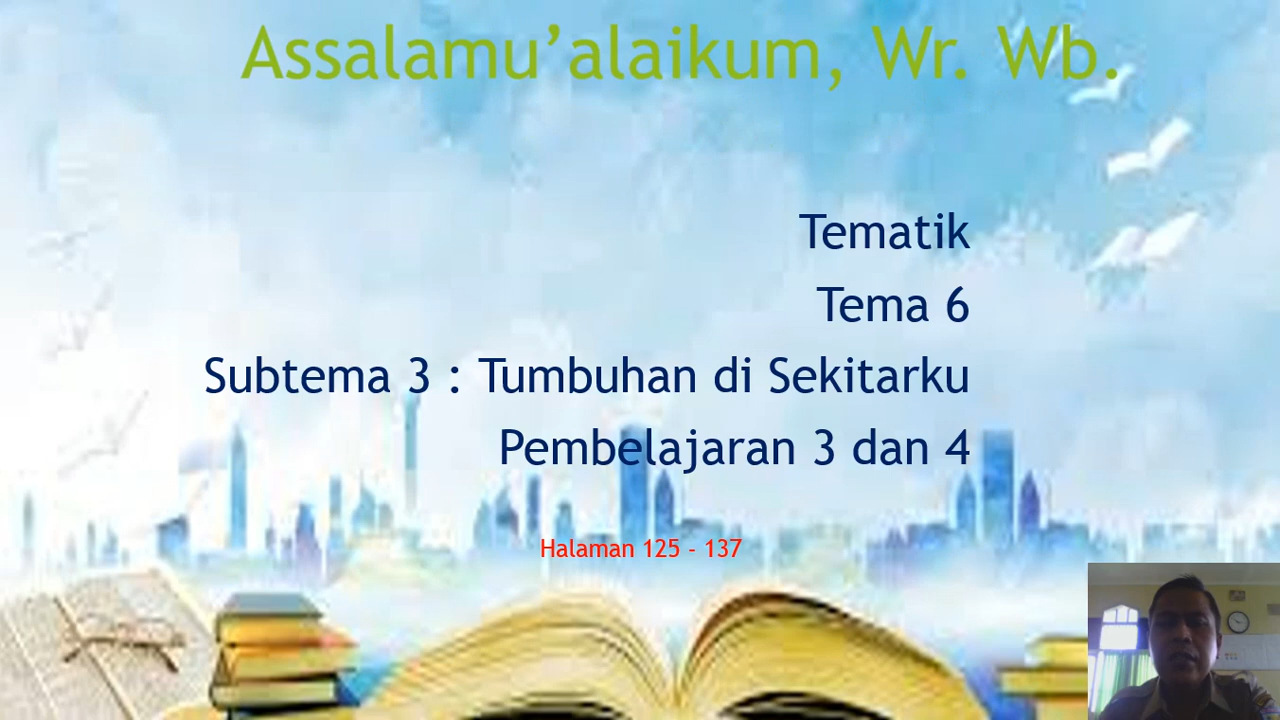 Assalamu’alaikum, Wr. Wb.
Tematik
Tema 6
Subtema 3 : Tumbuhan di Sekitarku
Pembelajaran 3 dan 4
Halaman 125 - 137